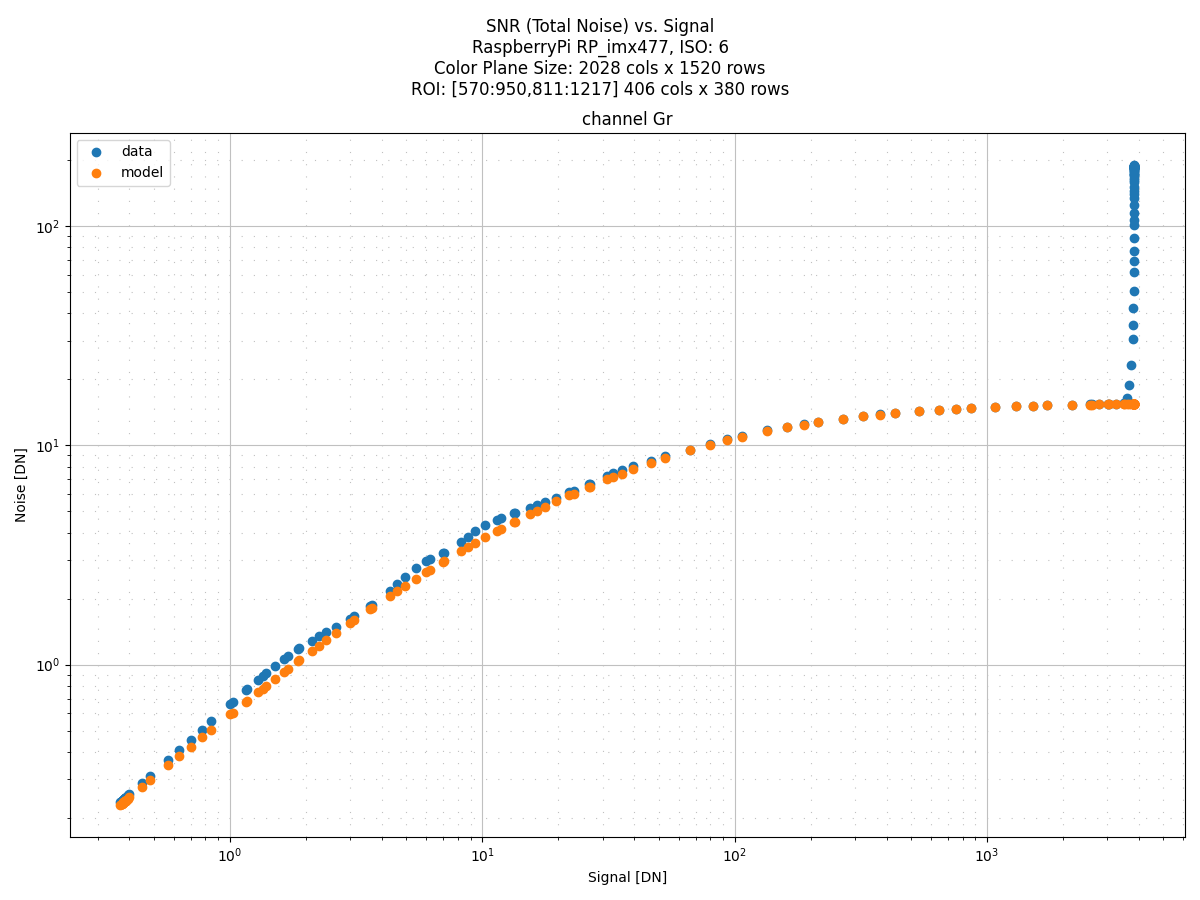 SNR (Total Noise) vs. Signal
RaspberryPi RP_imx477, ISO: 6
Color Plane Size: 2028 cols x 1520 rows
ROI: [570:950,811:1217] 406 cols x 380 rows
channel Gr
data
model
10²
10¹
10⁰
Noise [DN]
10⁰ 10¹ 10² 10³
Signal [DN]